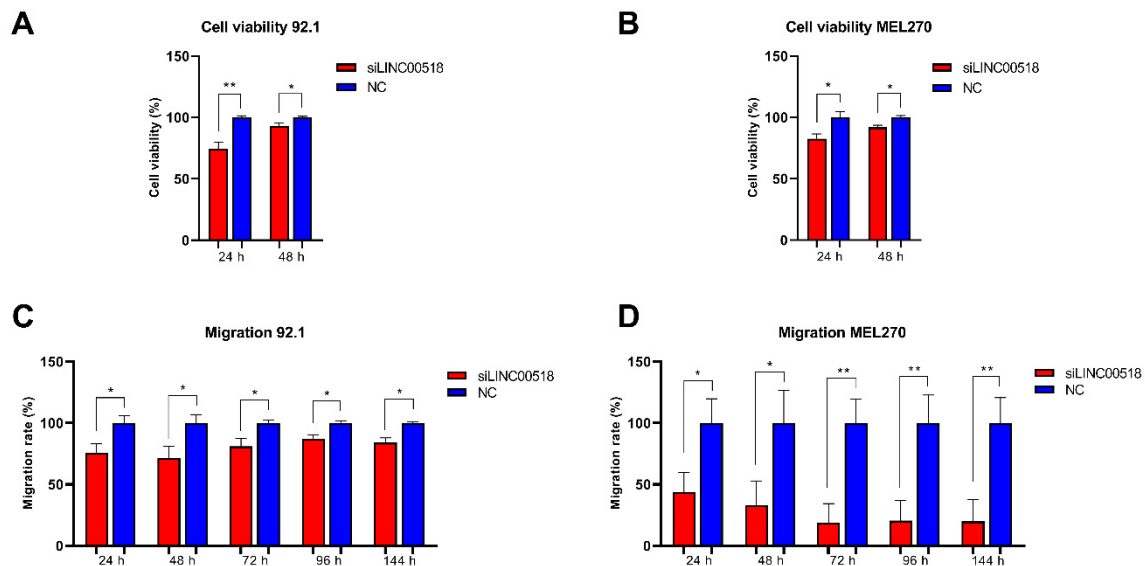 A
Cell viability 92.1
Cell viability (%)
150
100
50
0
**
*
24 h
48 h
siLINC00518
NC
B
Cell viability MEL270
Cell viability (%)
150
100
50
0
*
*
24 h
48 h
siLINC00518
NC
C
Migration 92.1
Migration rate (%)
150
100
50
0
*
*
*
*
*
24 h
48 h
72 h
96 h
144 h
siLINC00518
NC
D
Migration MEL270
Migration rate (%)
150
100
50
0
*
*
**
**
**
24 h
48 h
72 h
96 h
144 h
siLINC00518
NC